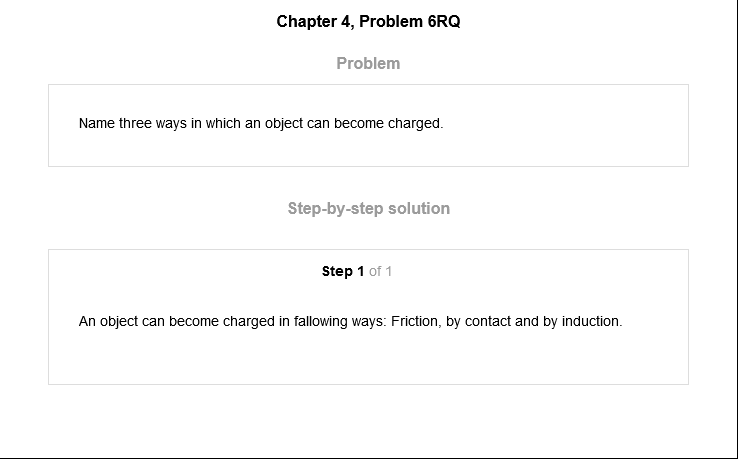 Chapter 4, Problem 6RQ
Problem
Name three ways in which an object can become charged.
Step-by-step solution
Step 1 of 1
An object can become charged in fallowing ways: Friction, by contact and by induction.